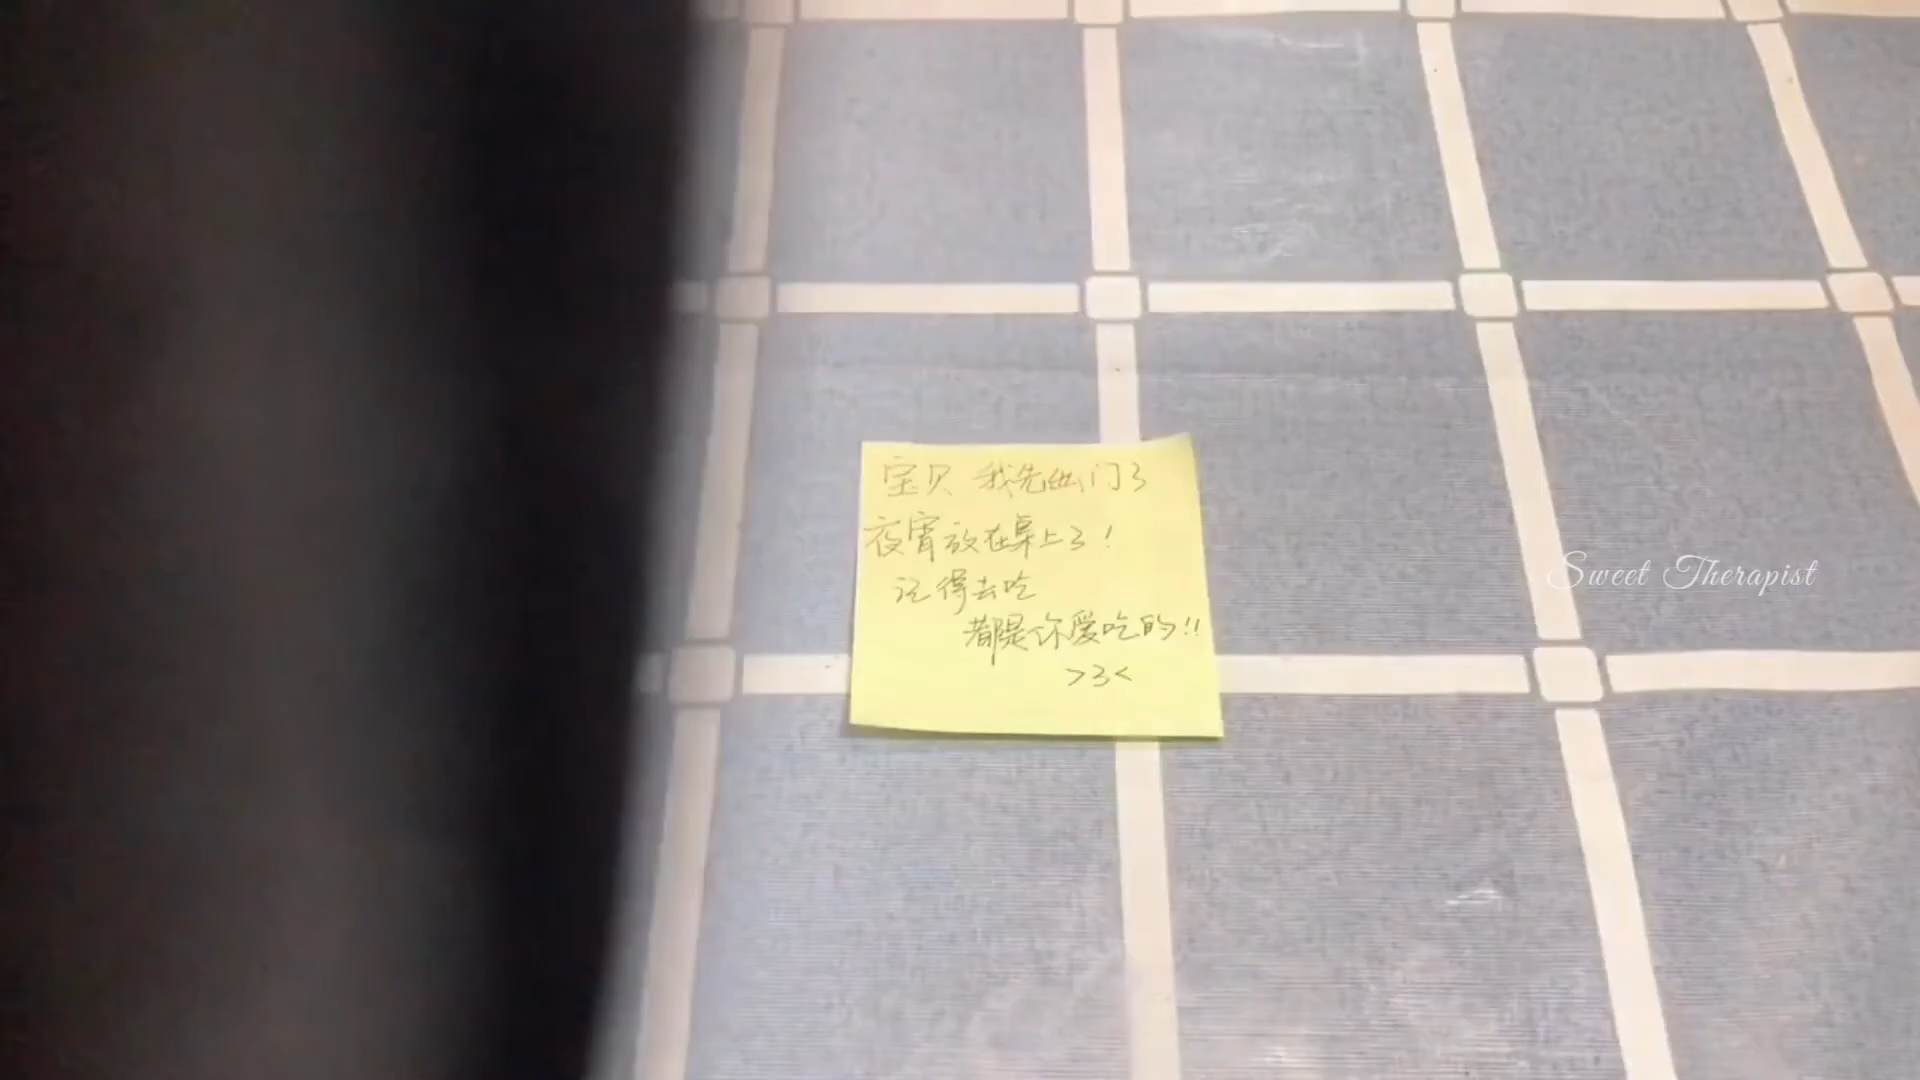 宝贝 我先出门了
夜宵放在桌上了!
记得去吃
都是你爱吃的!!
>3<
Sweet Therapist